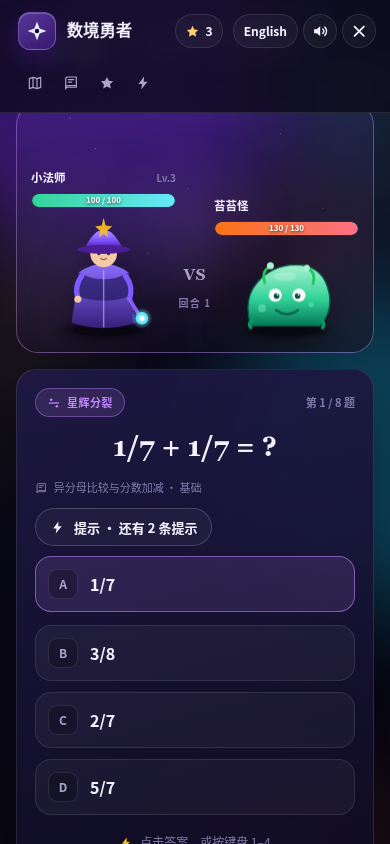 数境勇者
3
English
小法师
Lv.3
100 / 100
苔苔怪
130 / 130
VS
回合 1
星辉分裂
第 1 / 8 题
1/7 + 1/7 = ?
异分母比较与分数加减 · 基础
提示 · 还有 2 条提示
A
1/7
B
3/8
C
2/7
D
5/7
点击答案，或按键盘 1–4